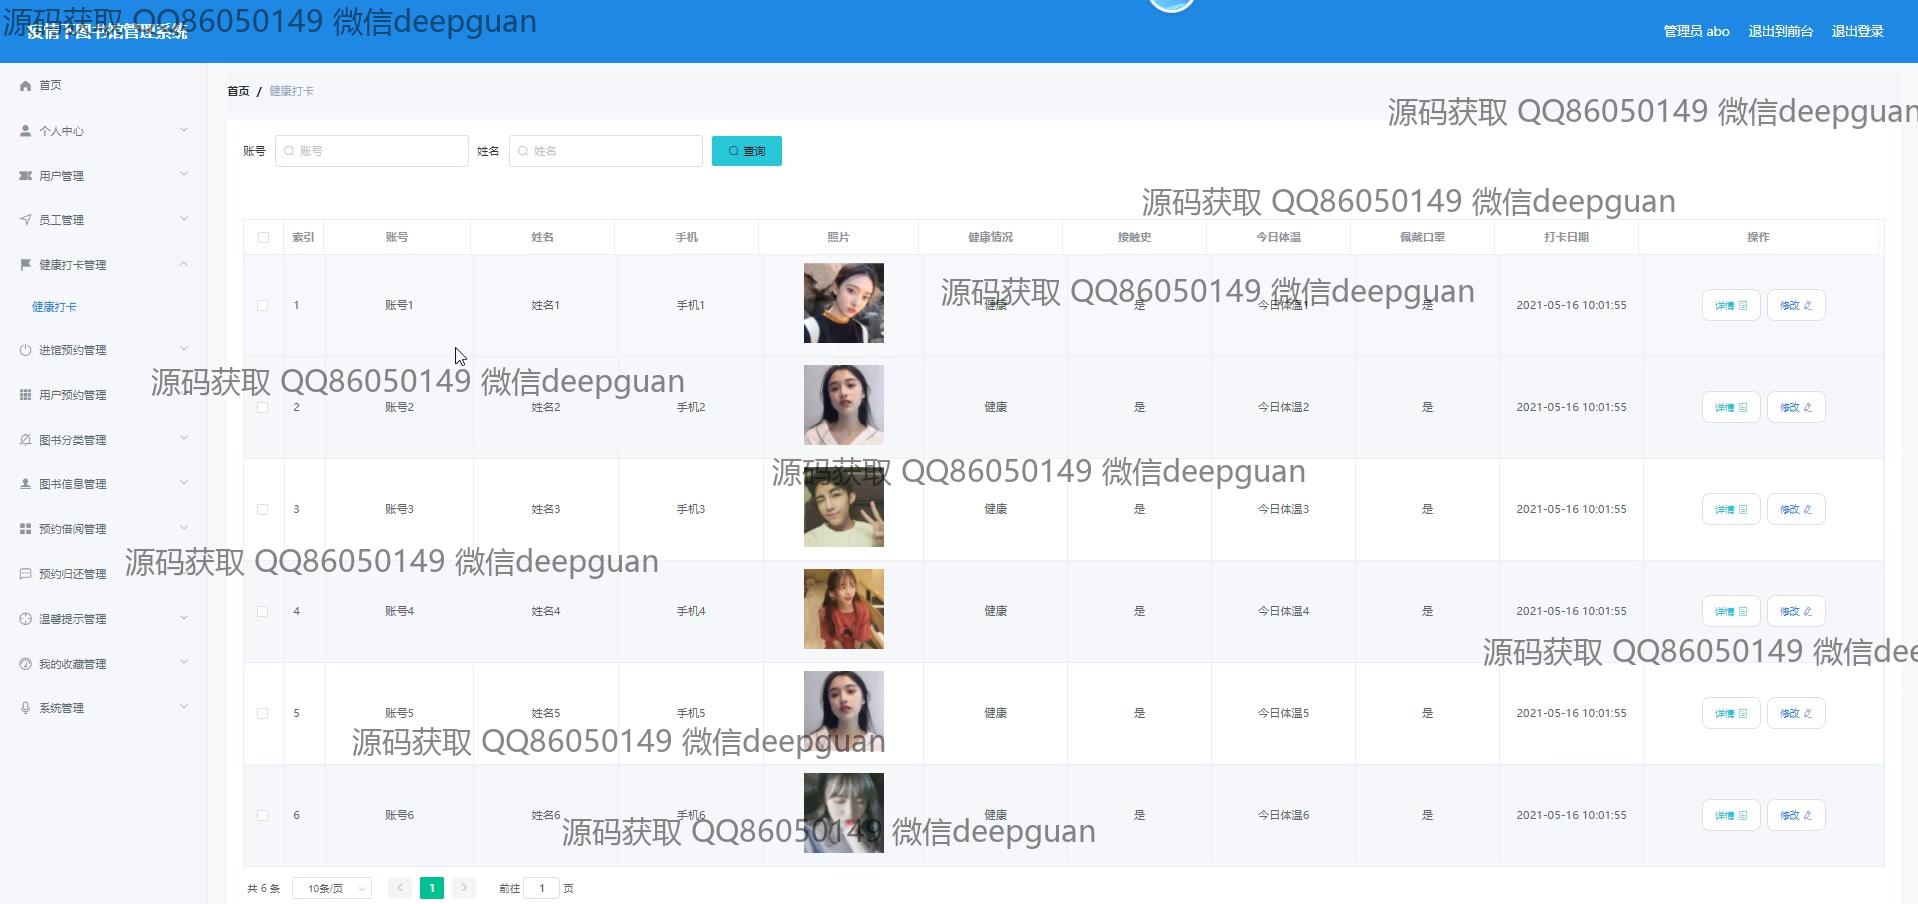 源码获取 QQ86050149 微信deepguan
疫情下图书馆管理系统
管理员 abo 退出到前台 退出登录
首页
个人中心
用户管理
员工管理
健康打卡管理
健康打卡
进馆预约管理
用户预约管理
图书分类管理
图书信息管理
预约借阅管理
预约归还管理
温馨提示管理
我的收藏管理
系统管理
首页 / 健康打卡
源码获取 QQ86050149 微信deepguan
账号 账号 姓名 姓名 查询
源码获取 QQ86050149 微信deepguan
索引 账号 姓名 手机 照片 健康情况 接触史 今日体温 佩戴口罩 打卡日期 操作
源码获取 QQ86050149 微信deepguan
1 账号1 姓名1 手机1 健康 是 今日体温1 是 2021-05-16 10:01:55 详情 修改
源码获取 QQ86050149 微信deepguan
2 账号2 姓名2 手机2 健康 是 今日体温2 是 2021-05-16 10:01:55 详情 修改
源码获取 QQ86050149 微信deepguan
3 账号3 姓名3 手机3 健康 是 今日体温3 是 2021-05-16 10:01:55 详情 修改
源码获取 QQ86050149 微信deepguan
4 账号4 姓名4 手机4 健康 是 今日体温4 是 2021-05-16 10:01:55 详情 修改
源码获取 QQ86050149 微信dee
5 账号5 姓名5 手机5 健康 是 今日体温5 是 2021-05-16 10:01:55 详情 修改
源码获取 QQ86050149 微信deepguan
6 账号6 姓名6 手机6 健康 是 今日体温6 是 2021-05-16 10:01:55 详情 修改
源码获取 QQ86050149 微信deepguan
共 6 条 10条/页 1 前往 1 页